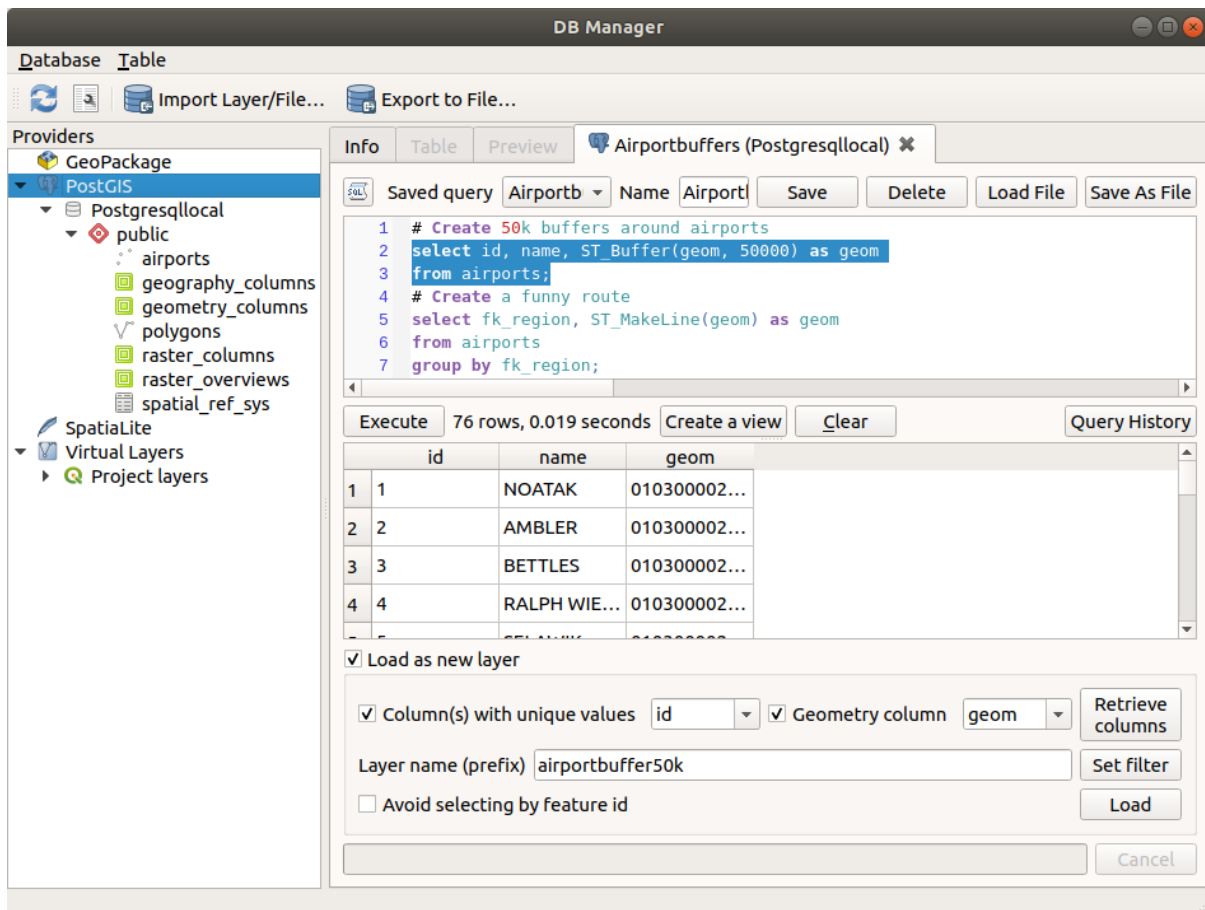 DB Manager
Database Table
Import Layer/File... Export to File...
Providers
GeoPackage
PostGIS
Postgresqllocal
public
airports
geography_columns
geometry_columns
polygons
raster_columns
raster_overviews
spatial_ref_sys
SpatiaLite
Virtual Layers
Project layers
Info Table Preview Airportbuffers (Postgresqllocal)
SQL Saved query Airportb Name Airportl Save Delete Load File Save As File
1 # Create 50k buffers around airports
2 select id, name, ST_Buffer(geom, 50000) as geom
3 from airports;
4 # Create a funny route
5 select fk_region, ST_MakeLine(geom) as geom
6 from airports
7 group by fk_region;
Execute 76 rows, 0.019 seconds Create a view Clear Query History
id name geom
1 1 NOATAK 010300002...
2 2 AMBLER 010300002...
3 3 BETTLES 010300002...
4 4 RALPH WIE... 010300002...
Load as new layer
Column(s) with unique values id Geometry column geom Retrieve columns
Layer name (prefix) airportbuffer50k Set filter
Avoid selecting by feature id Load
Cancel